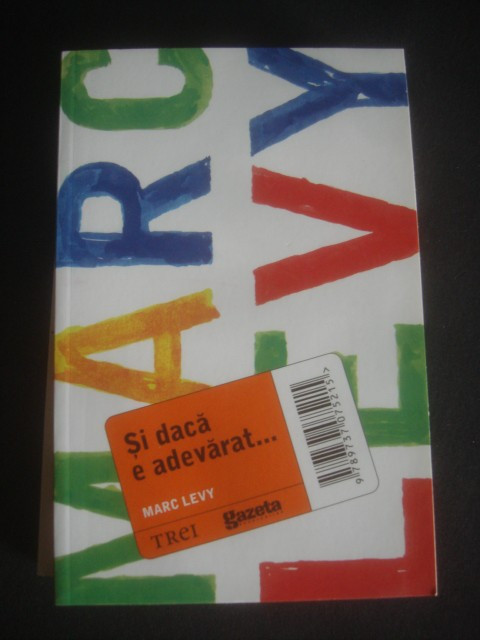 MARC
LEVY
Și dacă
e adevărat...
MARC LEVY
TREI
gazeta
9789737075215>